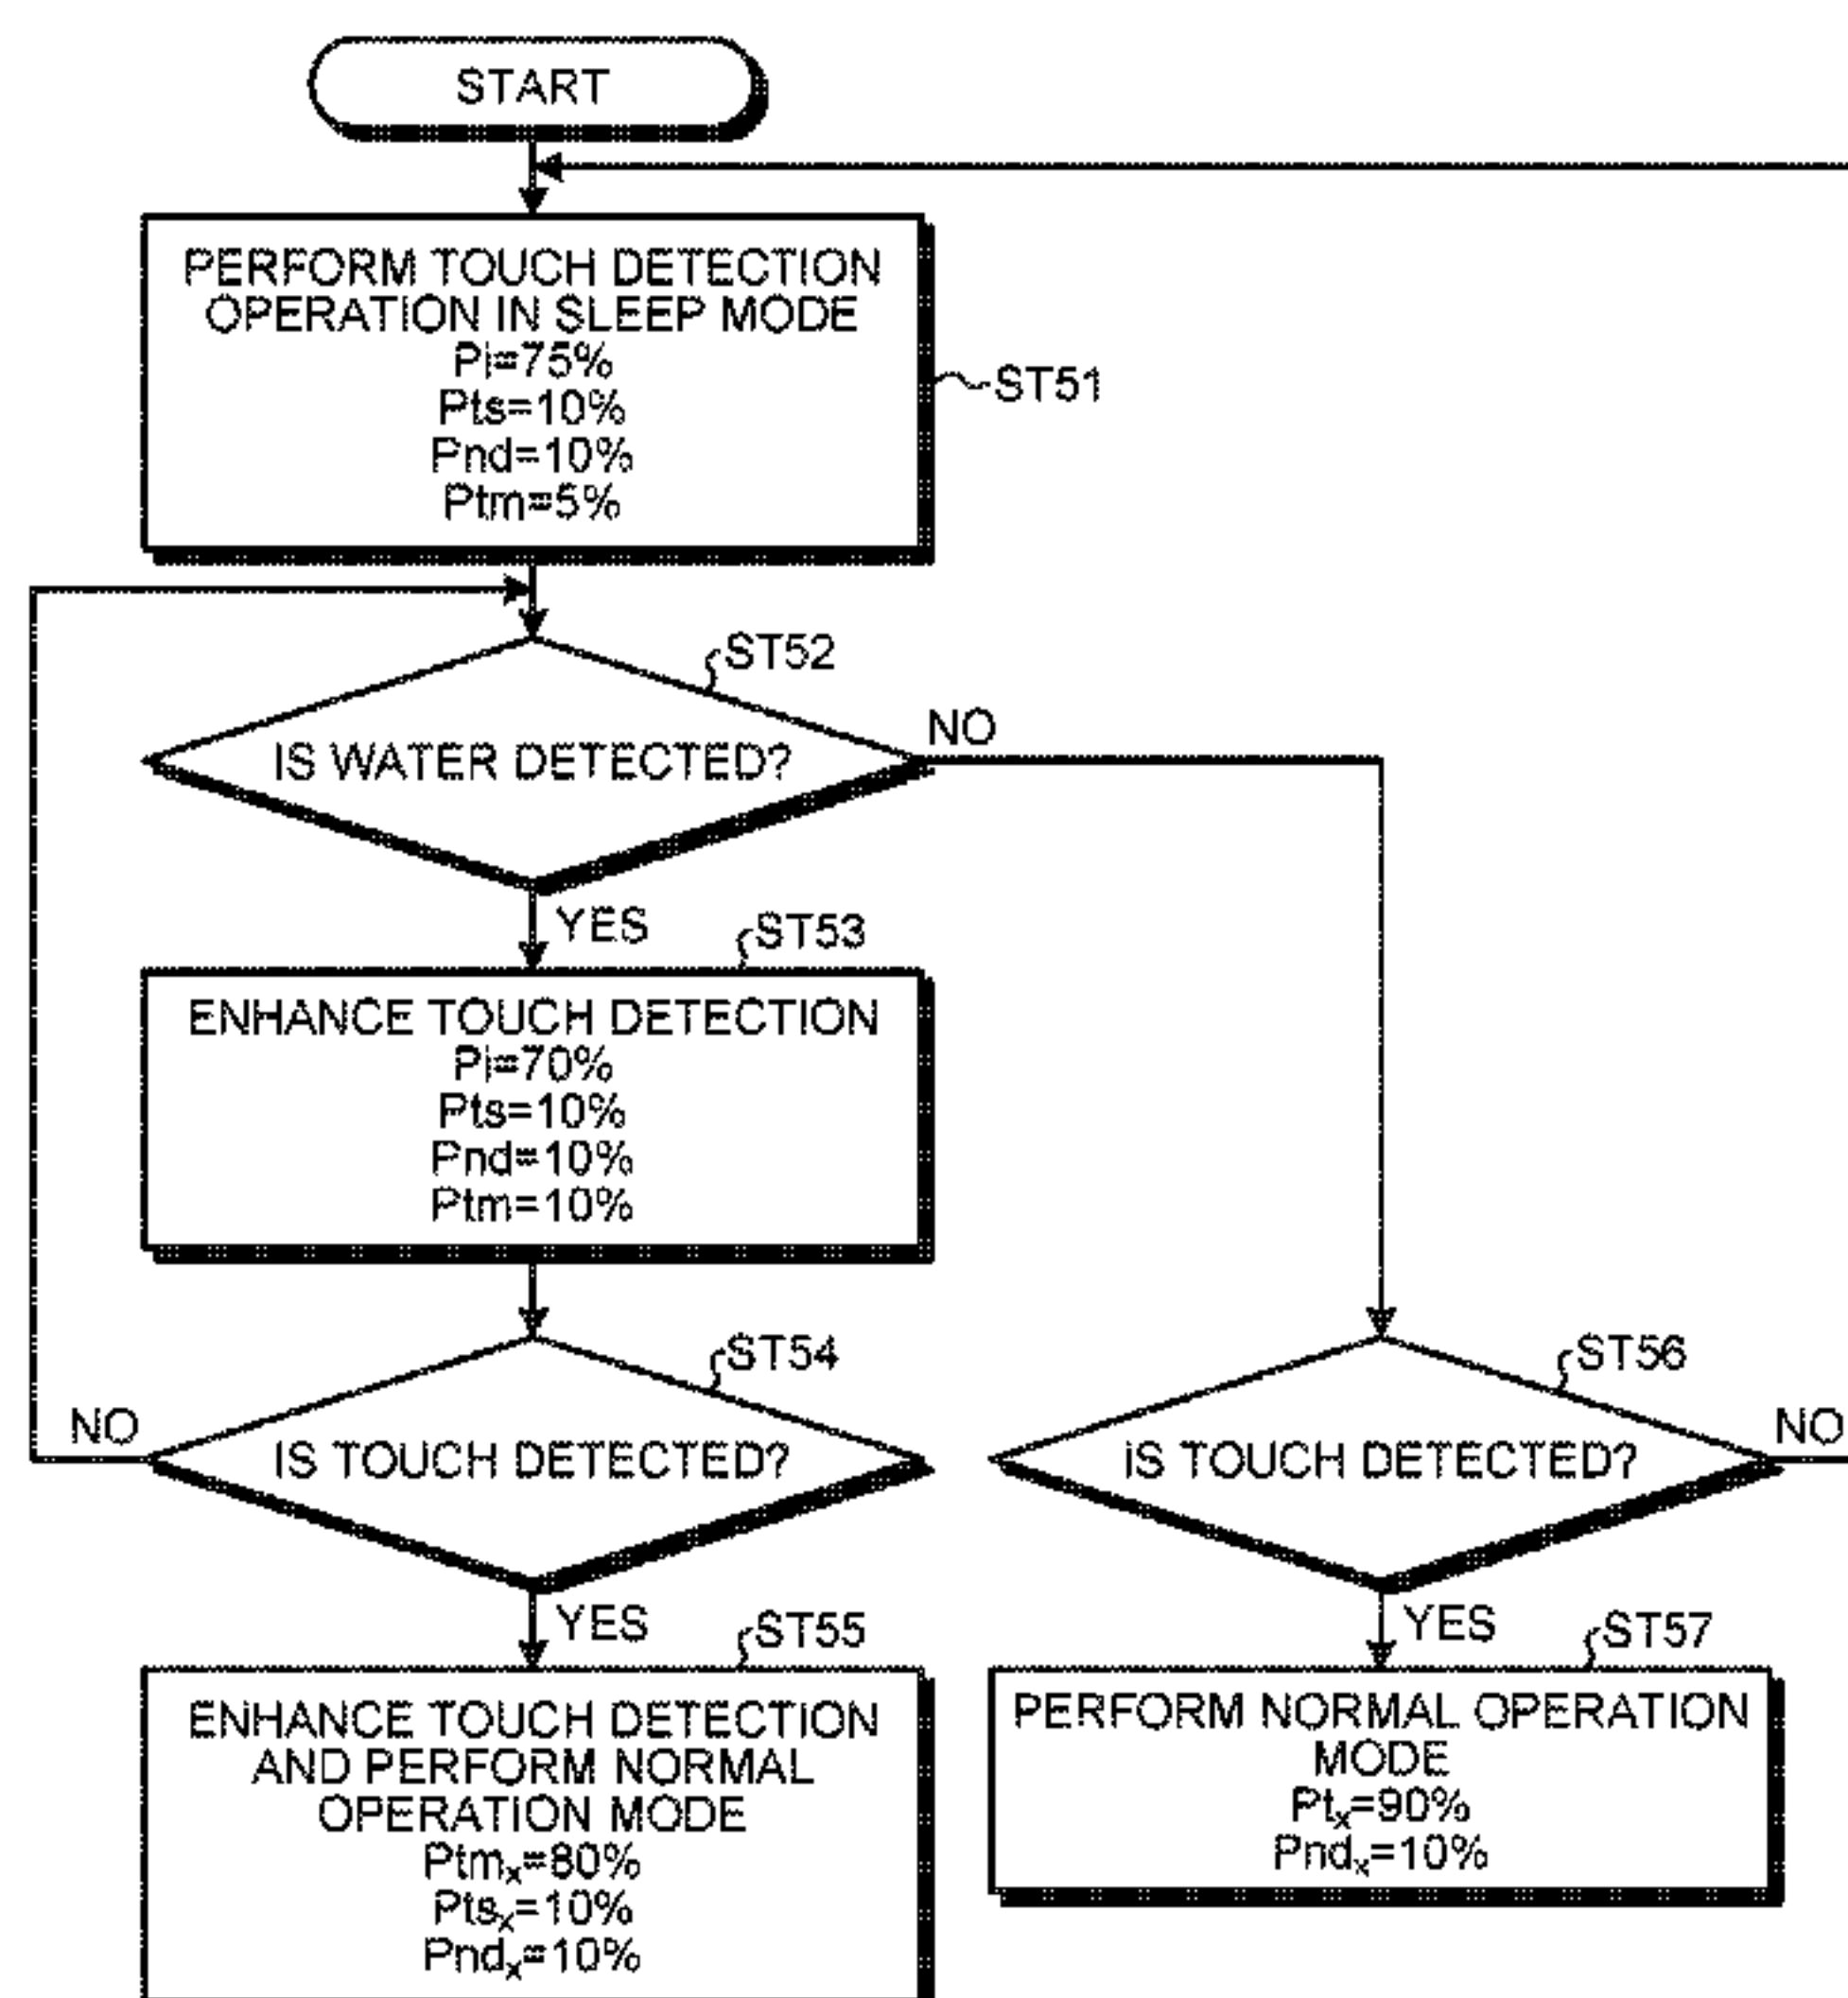 START
PERFORM TOUCH DETECTION
OPERATION IN SLEEP MODE
Pi=75%
Pts=10%
Pnd=10%
Ptm=5%
ST51
ST52
IS WATER DETECTED?
NO
YES
ST53
ENHANCE TOUCH DETECTION
Pi=70%
Pts=10%
Pnd=10%
Ptm=10%
ST54
IS TOUCH DETECTED?
NO
YES
ST55
ENHANCE TOUCH DETECTION
AND PERFORM NORMAL
OPERATION MODE
Ptmx=80%
Ptsx=10%
Pndx=10%
ST56
IS TOUCH DETECTED?
NO
YES
ST57
PERFORM NORMAL OPERATION
MODE
Ptx=90%
Pndx=10%